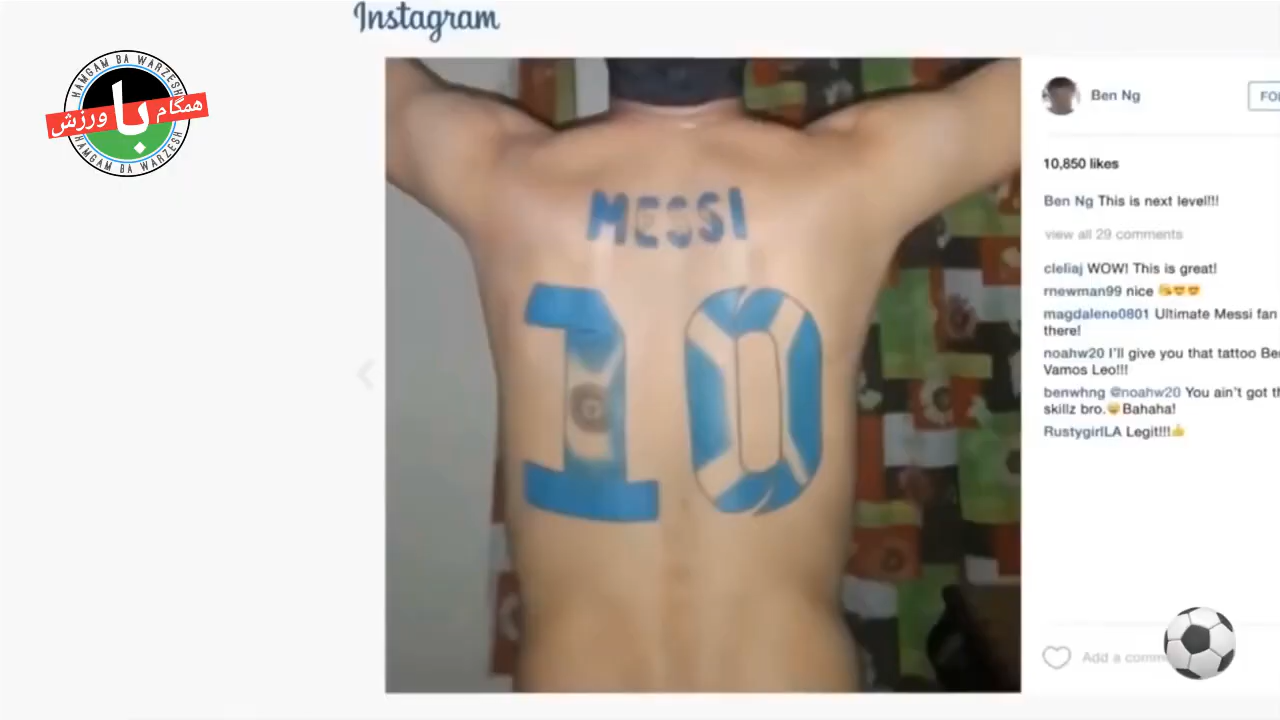 Instagram
HAMGAM BA WARZESH
همگام با ورزش
HAMGAM BA WARZESH
MESSI
10
Ben Ng
FO
10,850 likes
Ben Ng This is next level!!!
view all 29 comments
cleliaj WOW! This is great!
rnewman99 nice 😘😍😍
magdalene0801 Ultimate Messi fan
there!
noahw20 I'll give you that tattoo Be
Vamos Leo!!!
benwhng @noahw20 You ain't got th
skillz bro.😄Bahaha!
RustygirlLA Legit!!!👍
Add a comm